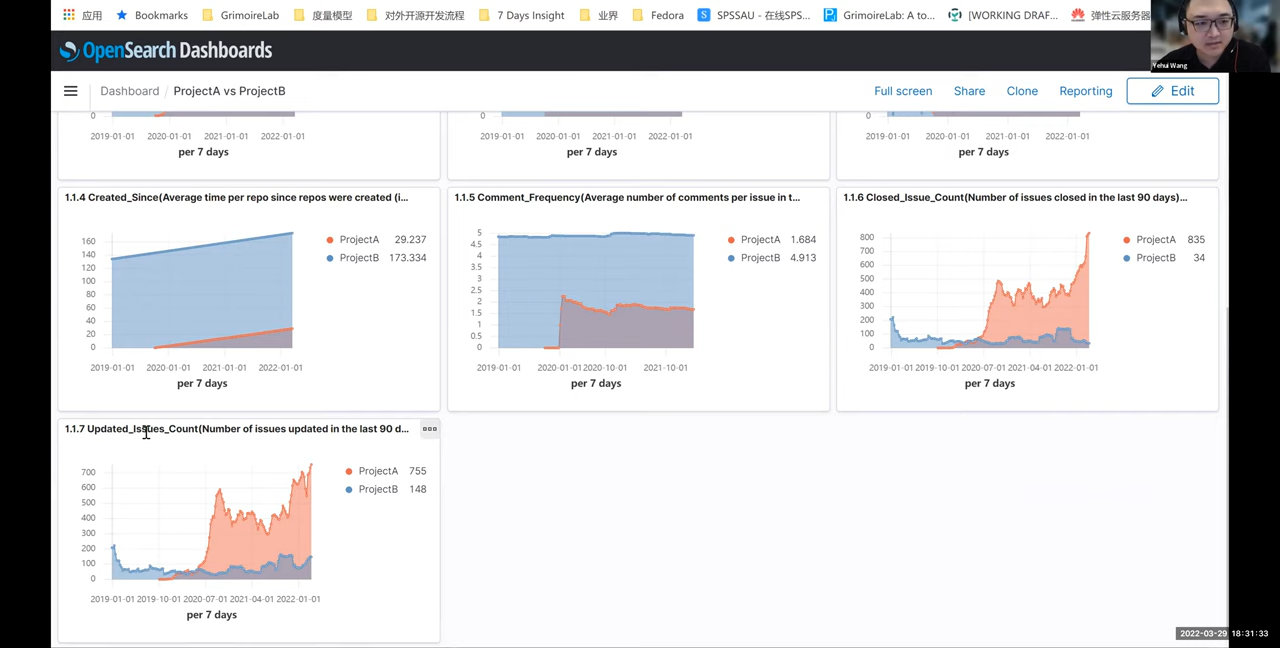 应用 Bookmarks GrimoireLab 度量模型 对外开源开发流程 7 Days Insight 业界 Fedora SPSSAU - 在线SPS... GrimoireLab: A to... [WORKING DRAF... 弹性云服务器
Yehui Wang
OpenSearch Dashboards
Dashboard / ProjectA vs ProjectB Full screen Share Clone Reporting Edit
0 0 0
2019-01-01 2020-01-01 2021-01-01 2022-01-01 2019-01-01 2020-01-01 2021-01-01 2022-01-01 2019-01-01 2020-01-01 2021-01-01 2022-01-01
per 7 days per 7 days per 7 days
1.1.4 Created_Since(Average time per repo since repos were created (i...
ProjectA 29.237
ProjectB 173.334
160
140
120
100
80
60
40
20
0
2019-01-01 2020-01-01 2021-01-01 2022-01-01
per 7 days
1.1.5 Comment_Frequency(Average number of comments per issue in t...
ProjectA 1.684
ProjectB 4.913
5
4.5
4
3.5
3
2.5
2
1.5
1
0.5
0
2019-01-01 2020-01-01 2020-10-01 2021-10-01
per 7 days
1.1.6 Closed_Issue_Count(Number of issues closed in the last 90 days)...
ProjectA 835
ProjectB 34
800
700
600
500
400
300
200
100
0
2019-01-01 2019-10-01 2020-07-01 2021-04-01 2022-01-01
per 7 days
1.1.7 Updated_Issues_Count(Number of issues updated in the last 90 d...
ProjectA 755
ProjectB 148
700
600
500
400
300
200
100
0
2019-01-01 2019-10-01 2020-07-01 2021-04-01 2022-01-01
per 7 days
2022-03-29 18:31:33